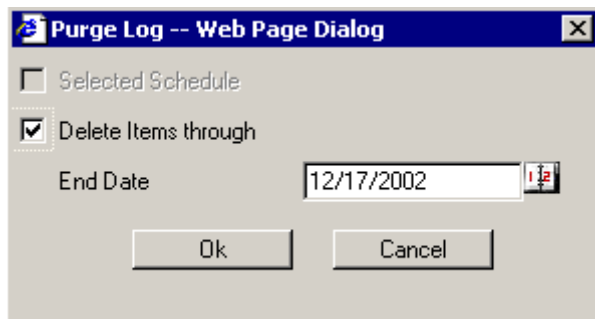 Purge Log -- Web Page Dialog
Selected Schedule
Delete Items through
End Date 12/17/2002
Ok Cancel